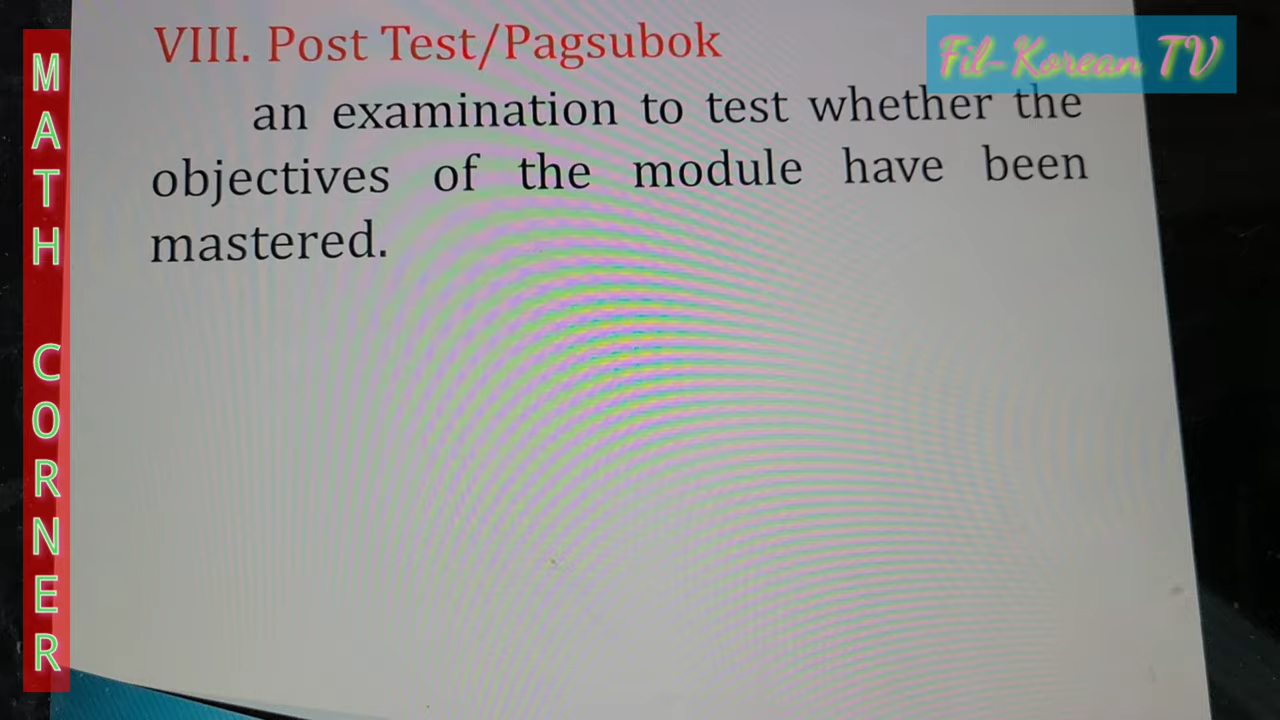 VIII. Post Test/Pagsubok
an examination to test whether the
objectives of the module have been
mastered.
Fil-Korean TV
MATH CORNER